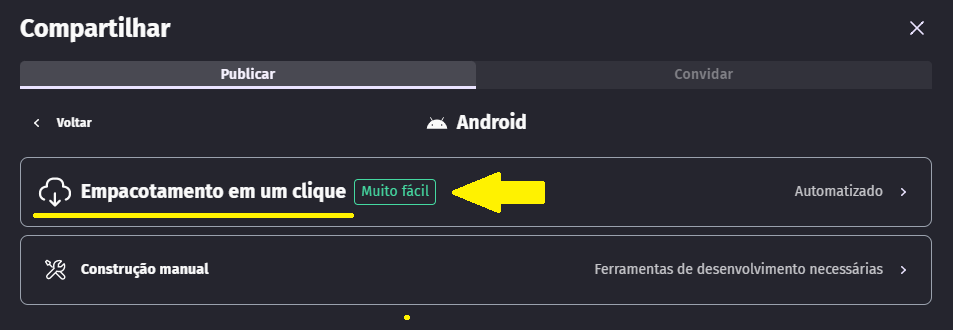 Compartilhar
Publicar
Convidar
Voltar
Android
Empacotamento em um clique Muito fácil Automatizado
Construção manual Ferramentas de desenvolvimento necessárias